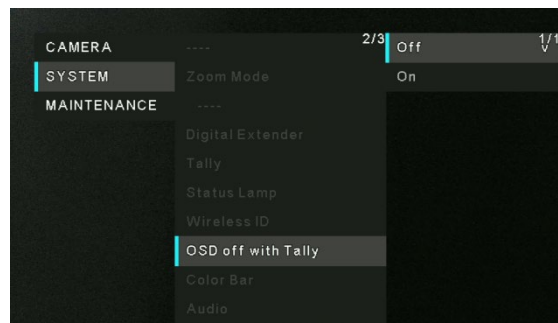 CAMERA
SYSTEM
MAINTENANCE
----
2/3
Zoom Mode
----
Digital Extender
Tally
Status Lamp
Wireless ID
OSD off with Tally
Color Bar
Audio
Off
1/1
On